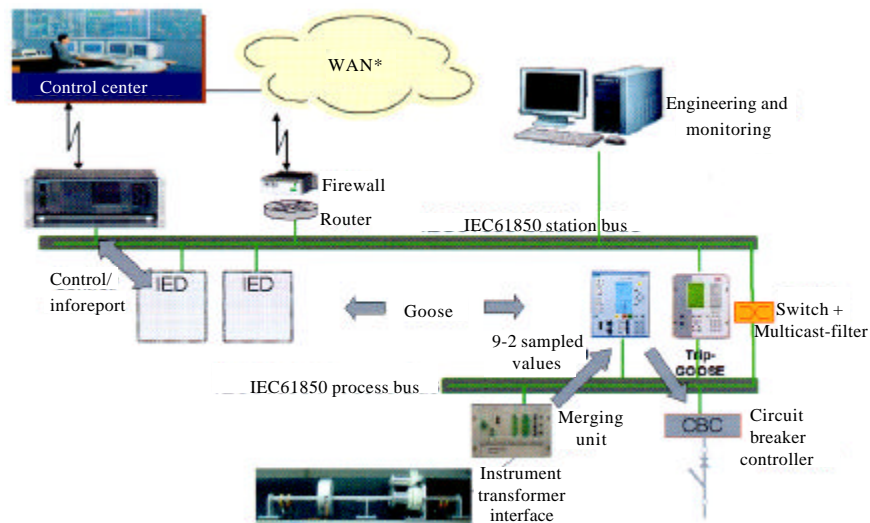 WAN*
Control center
Engineering and
monitoring
Firewall
Router
IEC61850 station bus
Control/
inforeport
IED
IED
Goose
Switch +
Multicast-filter
9-2 sampled
values
Trip-
GOOSE
IEC61850 process bus
Merging
unit
CBC
Circuit
breaker
controller
Instrument
transformer
interface